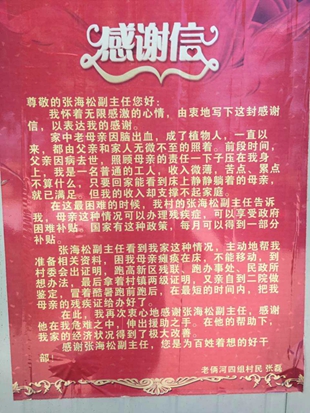 感谢信
尊敬的张海松副主任您好：
我怀着无限感激的心情，由衷地写下这封感谢
信，以表达我的感谢。
家中老母亲因脑出血，成了植物人，一直以
来，都由父亲和家人无微不至的照着，前段时间，
父亲因病去世，照顾母亲的责任一下子压在我身
上，我是一名普通的工人，收入微薄，苦点、累点
不算什么，只要回家能看到床上静静躺着的母亲，
就已满足。但我的收入却支撑不起家庭
在这最困难的时候，我村的张海松副主任告诉
我，母亲这种情况可以办理残疾症，可以享受政府
困难补贴。国家有这种政策，每月可以得到一部分
补贴。
张海松副主任看到我家这种情况，主动地帮我
准备相关资料，因我母亲瘫痪在床，不能移动，到
村委会出证明，跑高新区残联、跑办事处、民政所
想办法，最后拿着村镇两级证明，又亲自到二院做
鉴定，冒着酷暑跑前跑后，在最短的时间内，把我
母亲的残疾证给办好了。
在此，我再次衷心地感谢张海松副主任，感谢
他在我危难之中，伸出援助之手。在他的帮助下，
我家的经济状况得到了极大改善。
感谢张海松副主任，您是为百姓着想的好干
部！
老俩河四组村民 张磊